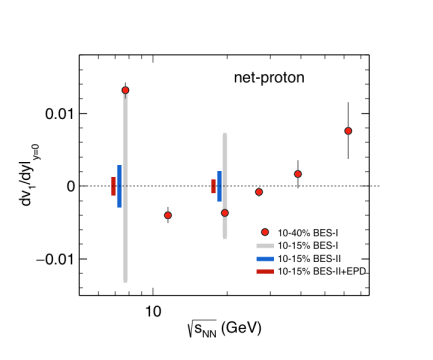 net-proton
0.01
0
−0.01
dv1/dy|y=0
10-40% BES-I
10-15% BES-I
10-15% BES-II
10-15% BES-II+EPD
10
√sNN (GeV)